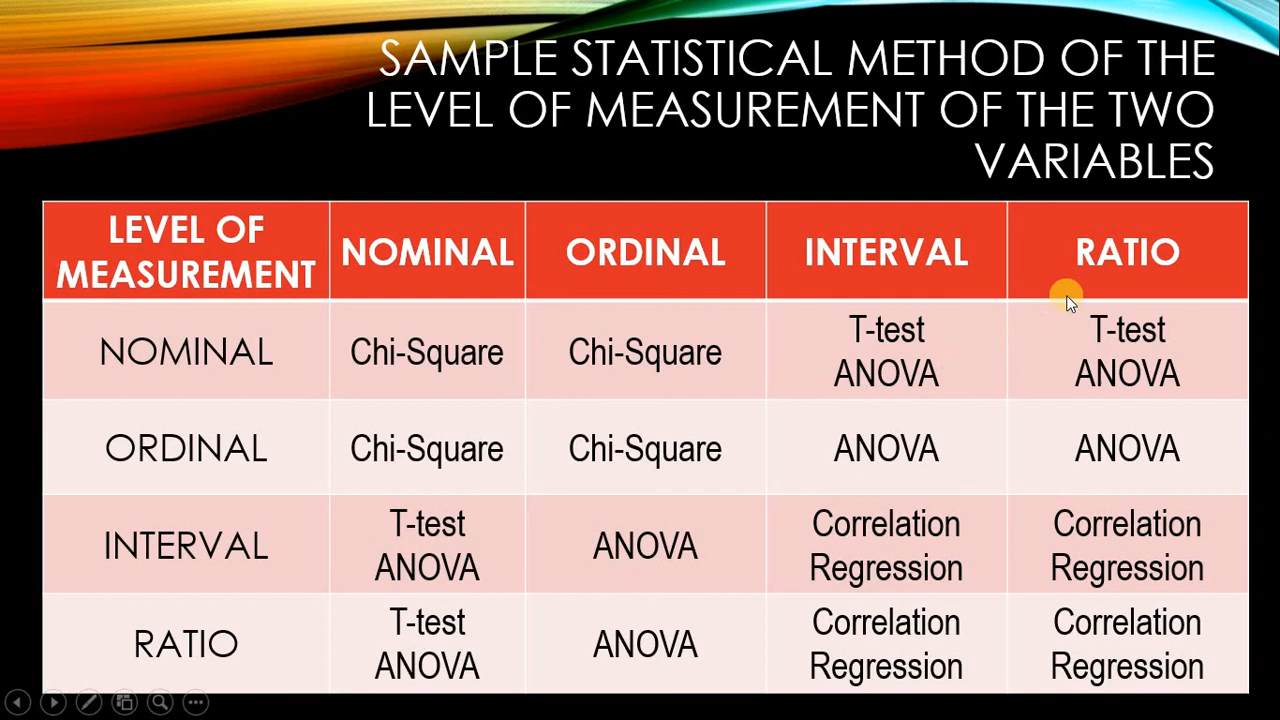 SAMPLE STATISTICAL METHOD OF THE
LEVEL OF MEASUREMENT OF THE TWO
VARIABLES
LEVEL OF MEASUREMENT NOMINAL ORDINAL INTERVAL RATIO
NOMINAL Chi-Square Chi-Square T-test ANOVA T-test ANOVA
ORDINAL Chi-Square Chi-Square ANOVA ANOVA
INTERVAL T-test ANOVA ANOVA Correlation Regression Correlation Regression
RATIO T-test ANOVA ANOVA Correlation Regression Correlation Regression